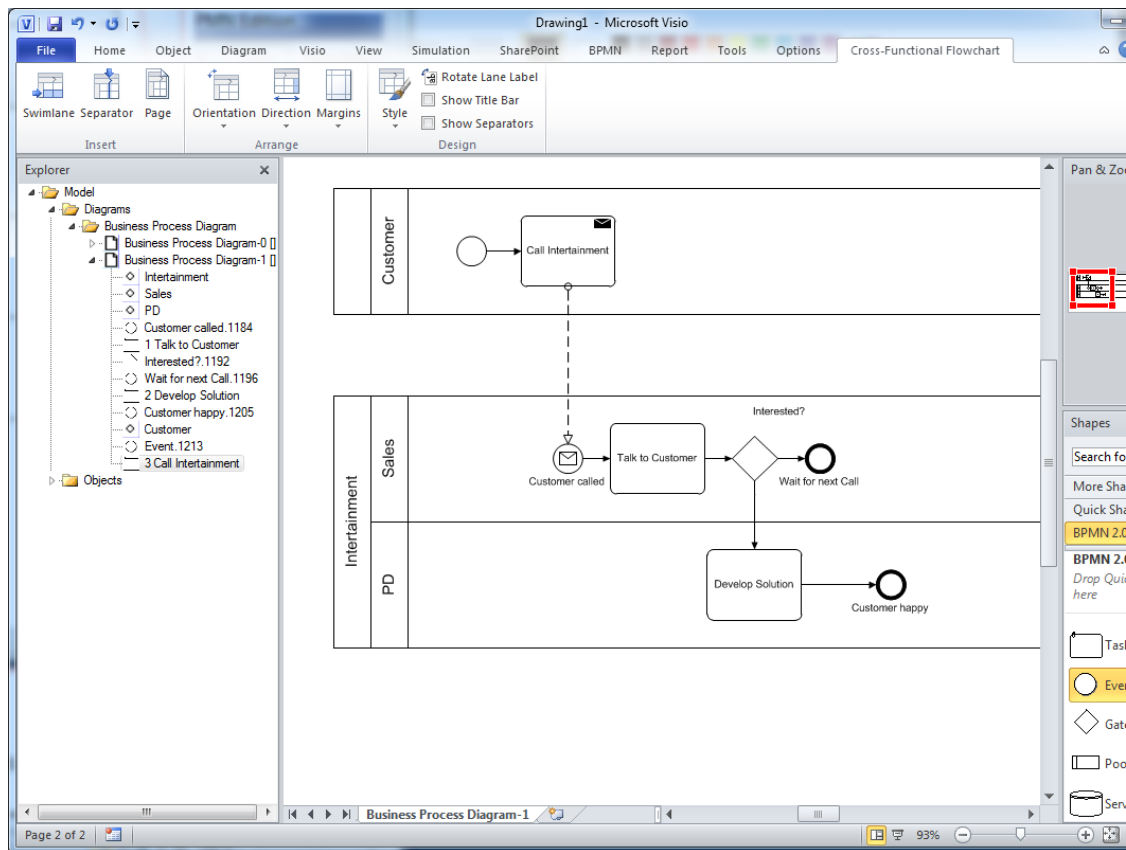 Drawing1 - Microsoft Visio
File Home Object Diagram Visio View Simulation SharePoint BPMN Report Tools Options Cross-Functional Flowchart
Swimlane Separator Page
Insert
Orientation Direction Margins
Arrange
Style
Rotate Lane Label
Show Title Bar
Show Separators
Design
Explorer
Model
Diagrams
Business Process Diagram
Business Process Diagram-0 []
Business Process Diagram-1 []
Intertainment
Sales
PD
Customer called.1184
1 Talk to Customer
Interested?.1192
Wait for next Call.1196
2 Develop Solution
Customer happy.1205
Customer
Event.1213
3 Call Intertainment
Objects
Customer
Call Intertainment
Intertainment
Sales
Customer called
Talk to Customer
Interested?
Wait for next Call
PD
Develop Solution
Customer happy
Pan & Zoo
Shapes
Search fo
More Sha
Quick Sha
BPMN 2.0
BPMN 2.0
Drop Quic
here
Task
Even
Gate
Poo
Serv
Business Process Diagram-1
Page 2 of 2
93%